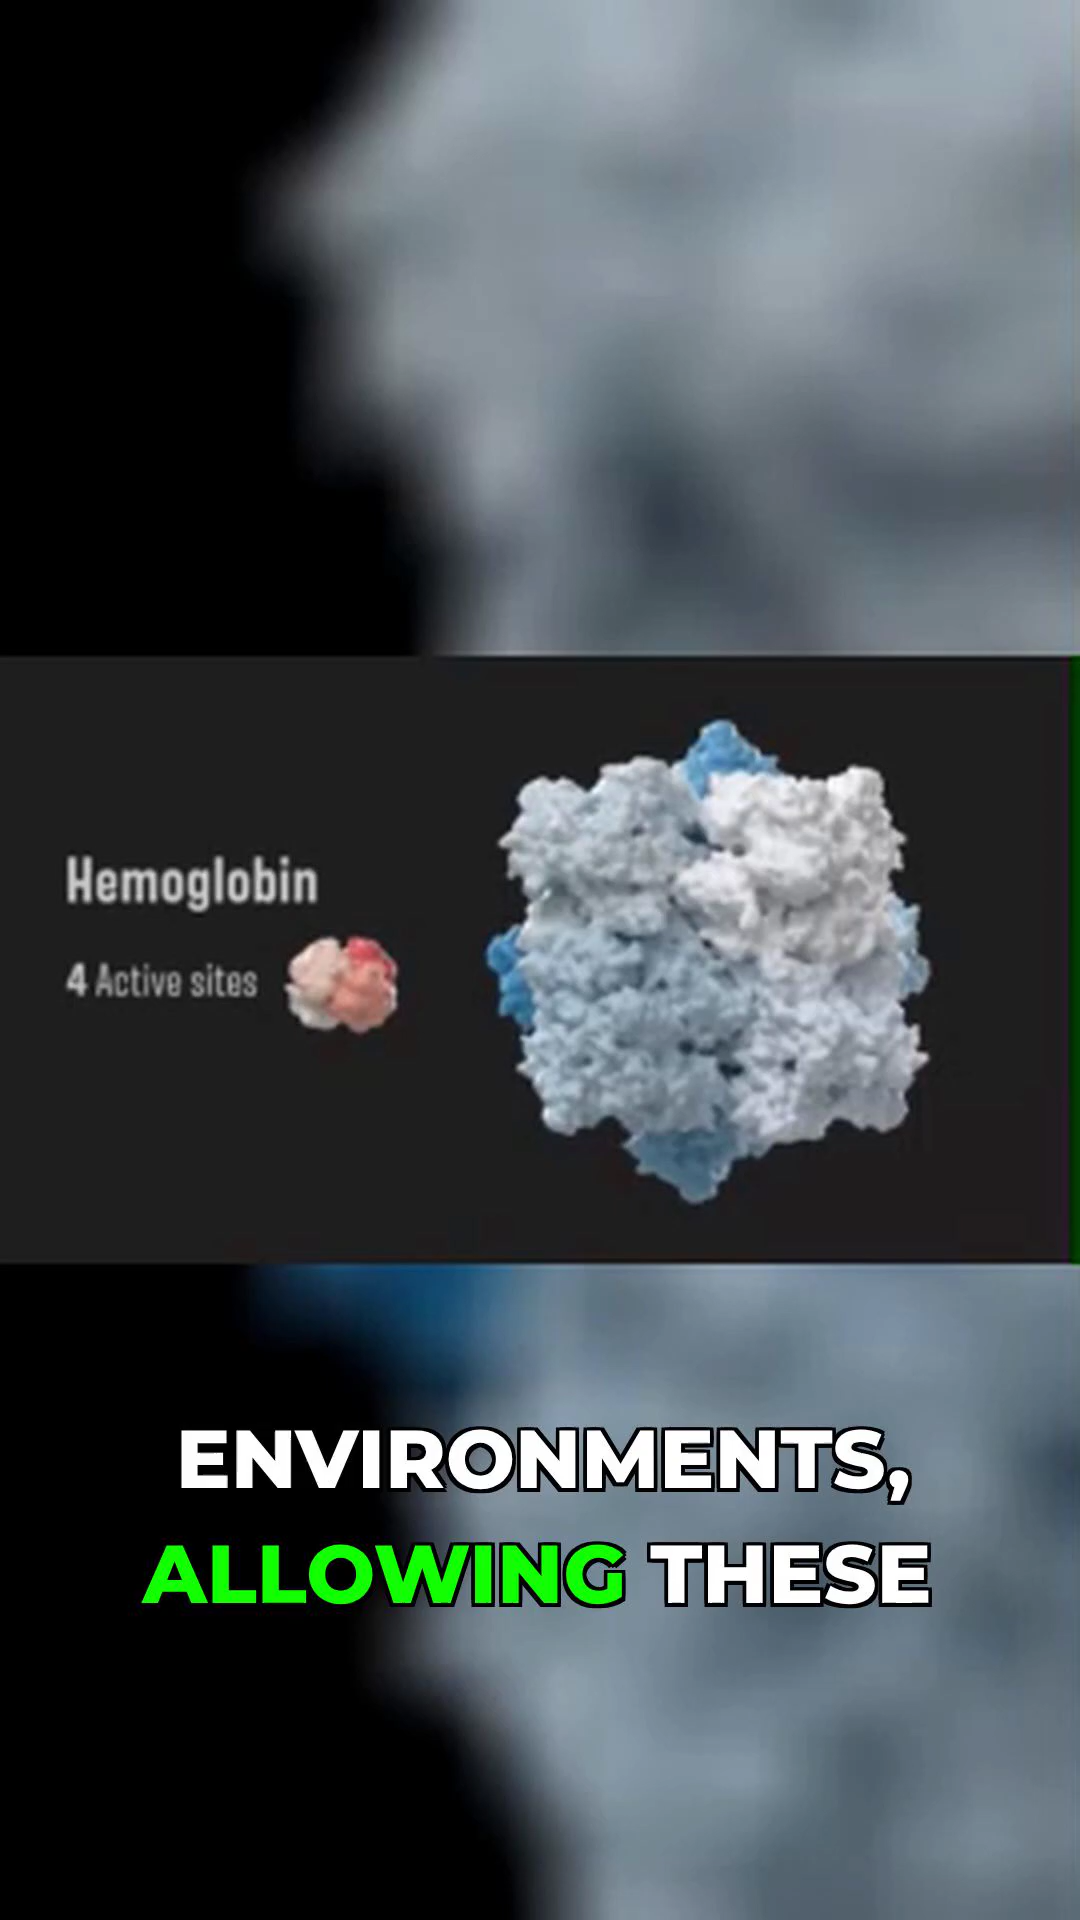 Hemoglobin
4 Active sites
ENVIRONMENTS,
ALLOWING THESE